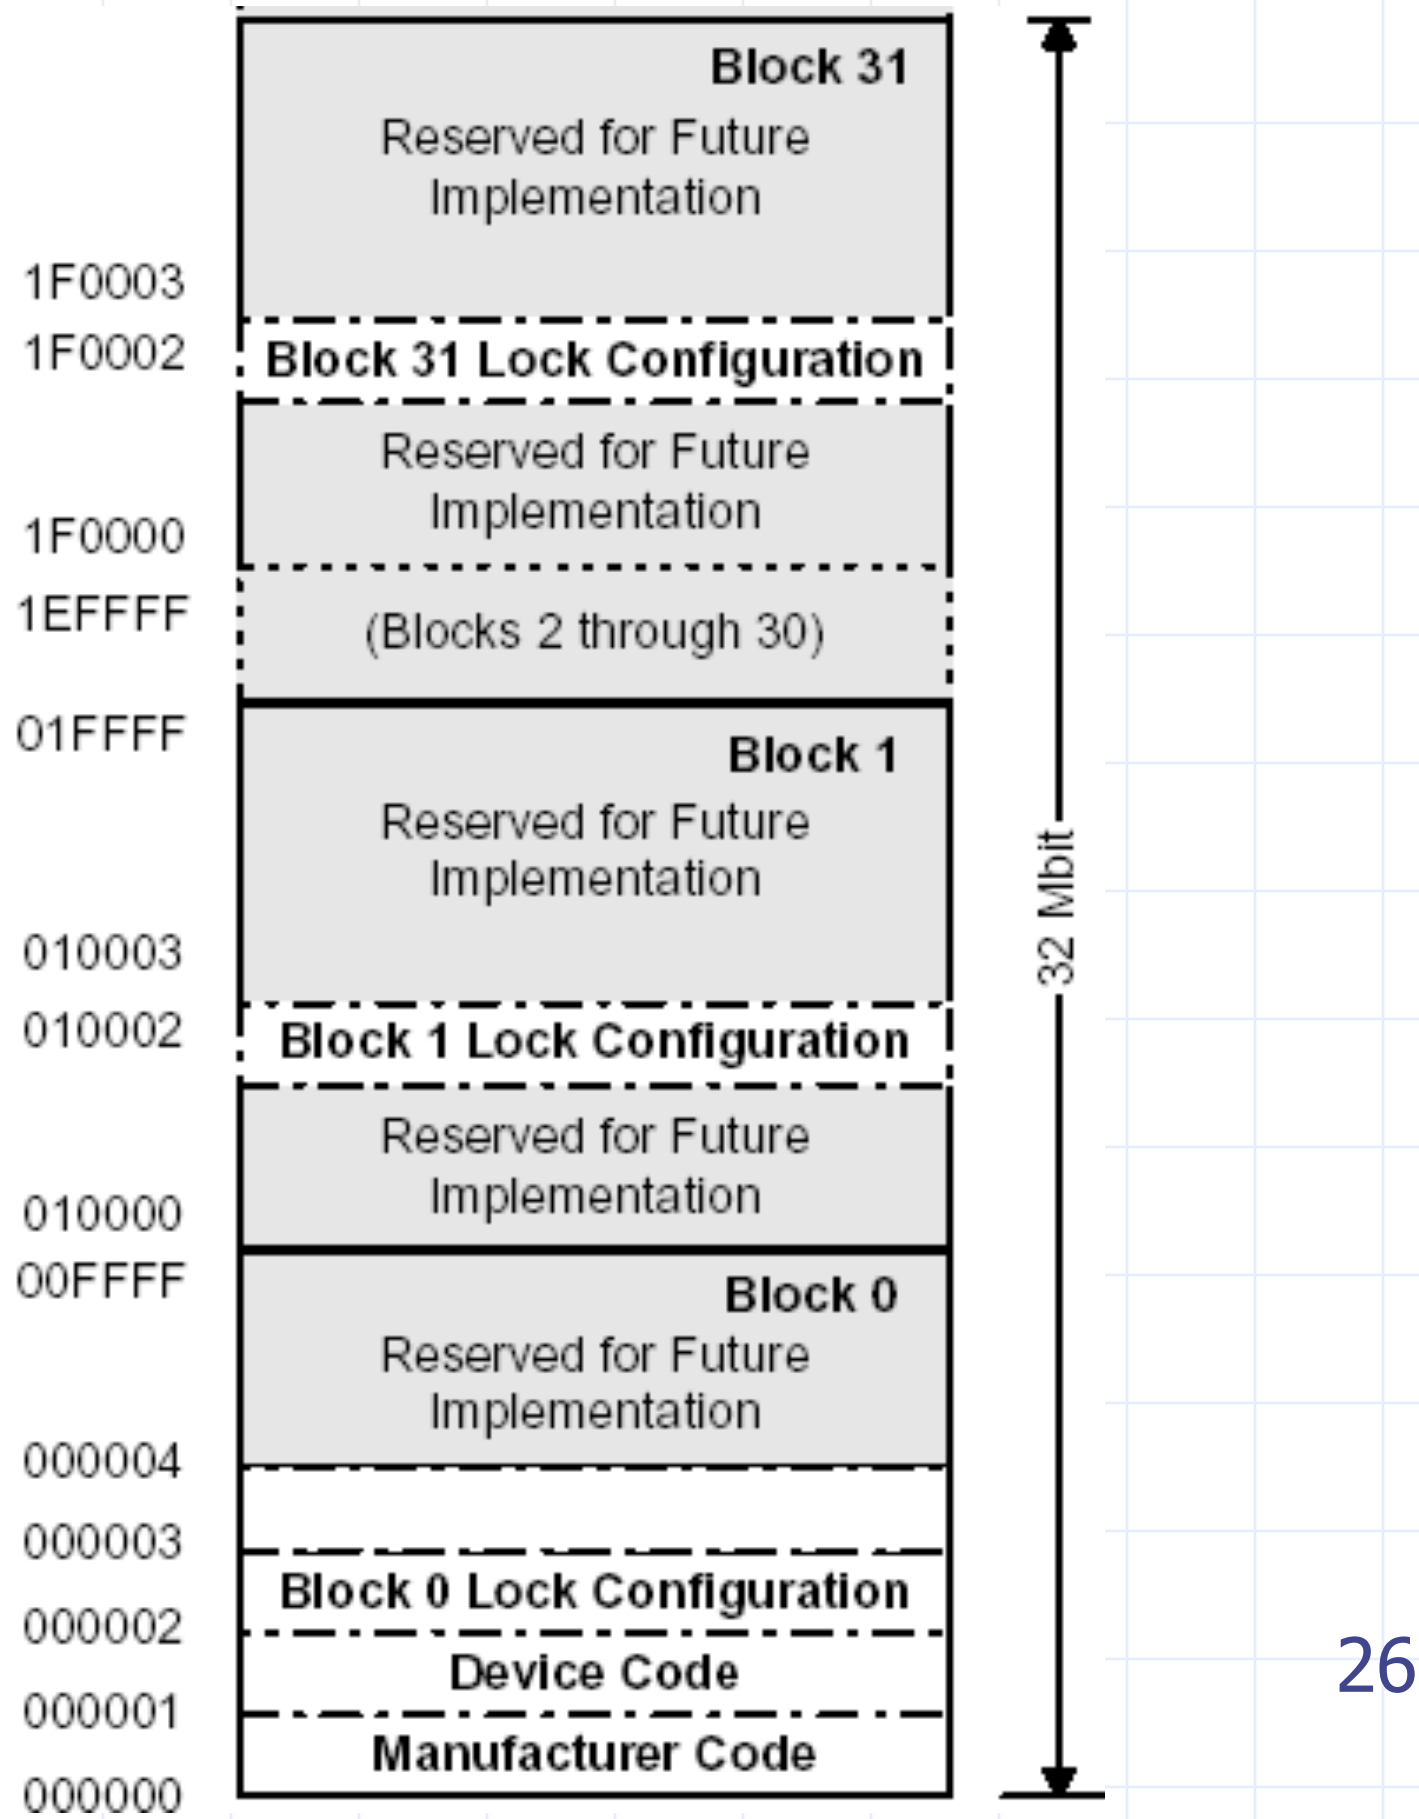 Block 31
Reserved for Future
Implementation
1F0003
1F0002
Block 31 Lock Configuration
Reserved for Future
Implementation
1F0000
1EFFFF
(Blocks 2 through 30)
01FFFF
Block 1
Reserved for Future
Implementation
010003
010002
Block 1 Lock Configuration
Reserved for Future
Implementation
010000
00FFFF
Block 0
Reserved for Future
Implementation
000004
000003
Block 0 Lock Configuration
000002
Device Code
000001
Manufacturer Code
000000
32 Mbit
26